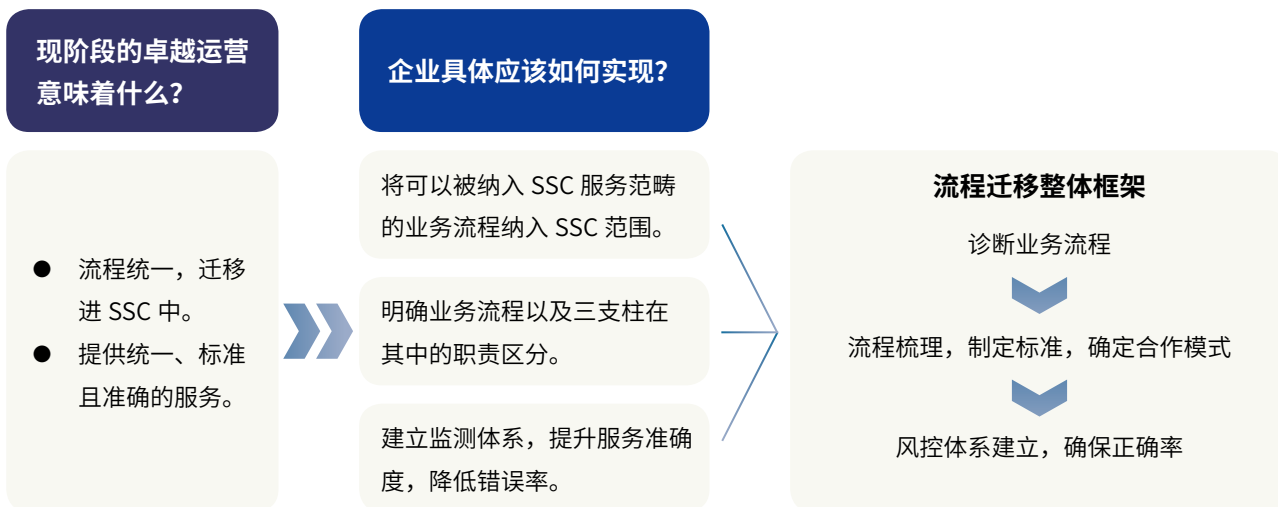 现阶段的卓越运营
意味着什么？
企业具体应该如何实现？
● 流程统一，迁移
进 SSC 中。
● 提供统一、标准
且准确的服务。
将可以被纳入 SSC 服务范畴
的业务流程纳入 SSC 范围。
明确业务流程以及三支柱在
其中的职责区分。
建立监测体系，提升服务准确
度，降低错误率。
流程迁移整体框架
诊断业务流程
流程梳理，制定标准，确定合作模式
风控体系建立，确保正确率